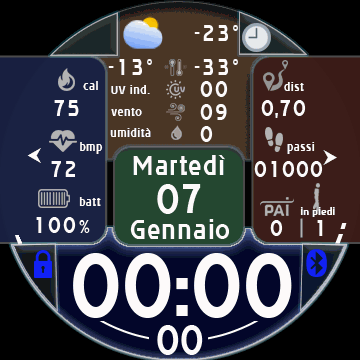 -23°
-13° -33°
UV ind. UV 00
vento 09
umidità 0
cal
75
bmp
72
batt
100%
dist
0,70
passi
01000
PAI In piedi
0 | 1
Martedì
07
Gennaio
00:00
00